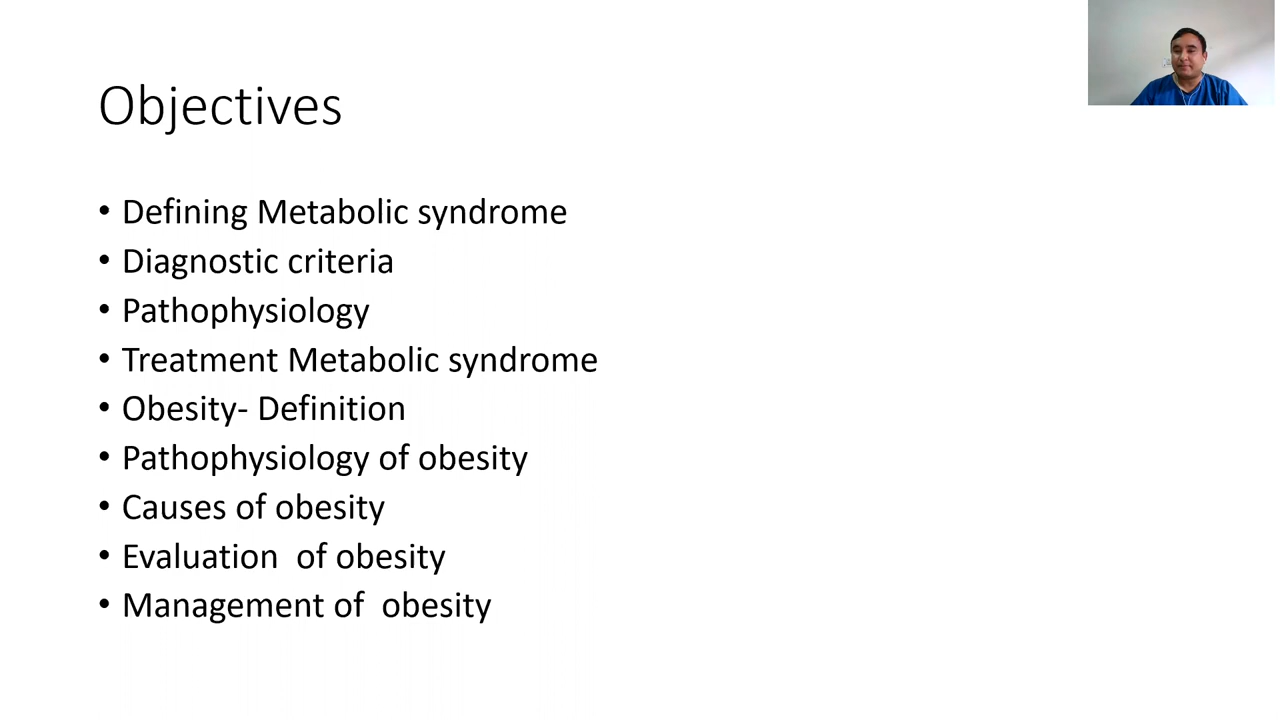 Objectives
• Defining Metabolic syndrome
• Diagnostic criteria
• Pathophysiology
• Treatment Metabolic syndrome
• Obesity- Definition
• Pathophysiology of obesity
• Causes of obesity
• Evaluation  of obesity
• Management of  obesity